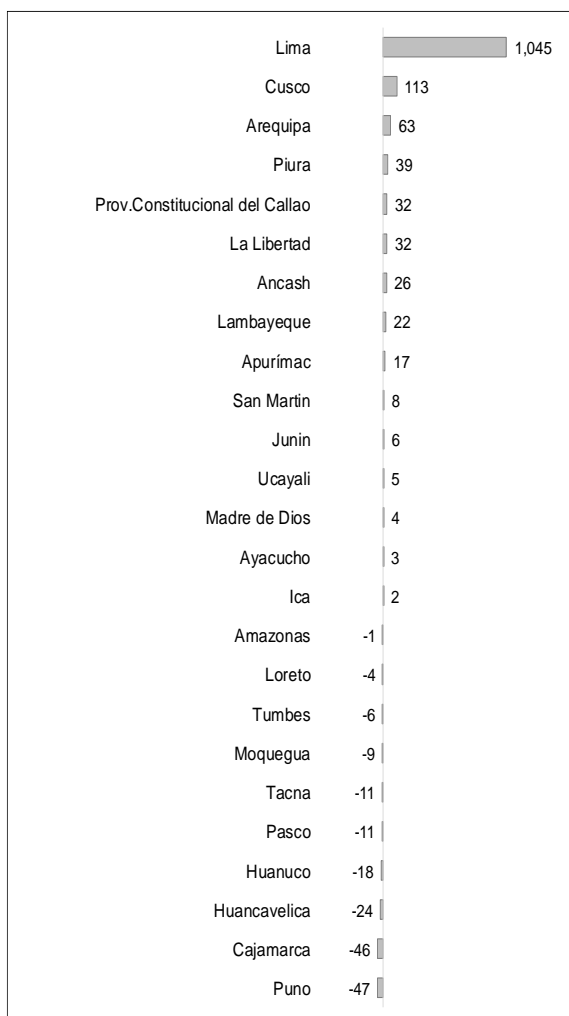 Lima 1,045
Cusco 113
Arequipa 63
Piura 39
Prov.Constitucional del Callao 32
La Libertad 32
Ancash 26
Lambayeque 22
Apurímac 17
San Martin 8
Junin 6
Ucayali 5
Madre de Dios 4
Ayacucho 3
Ica 2
Amazonas -1
Loreto -4
Tumbes -6
Moquegua -9
Tacna -11
Pasco -11
Huanuco -18
Huancavelica -24
Cajamarca -46
Puno -47